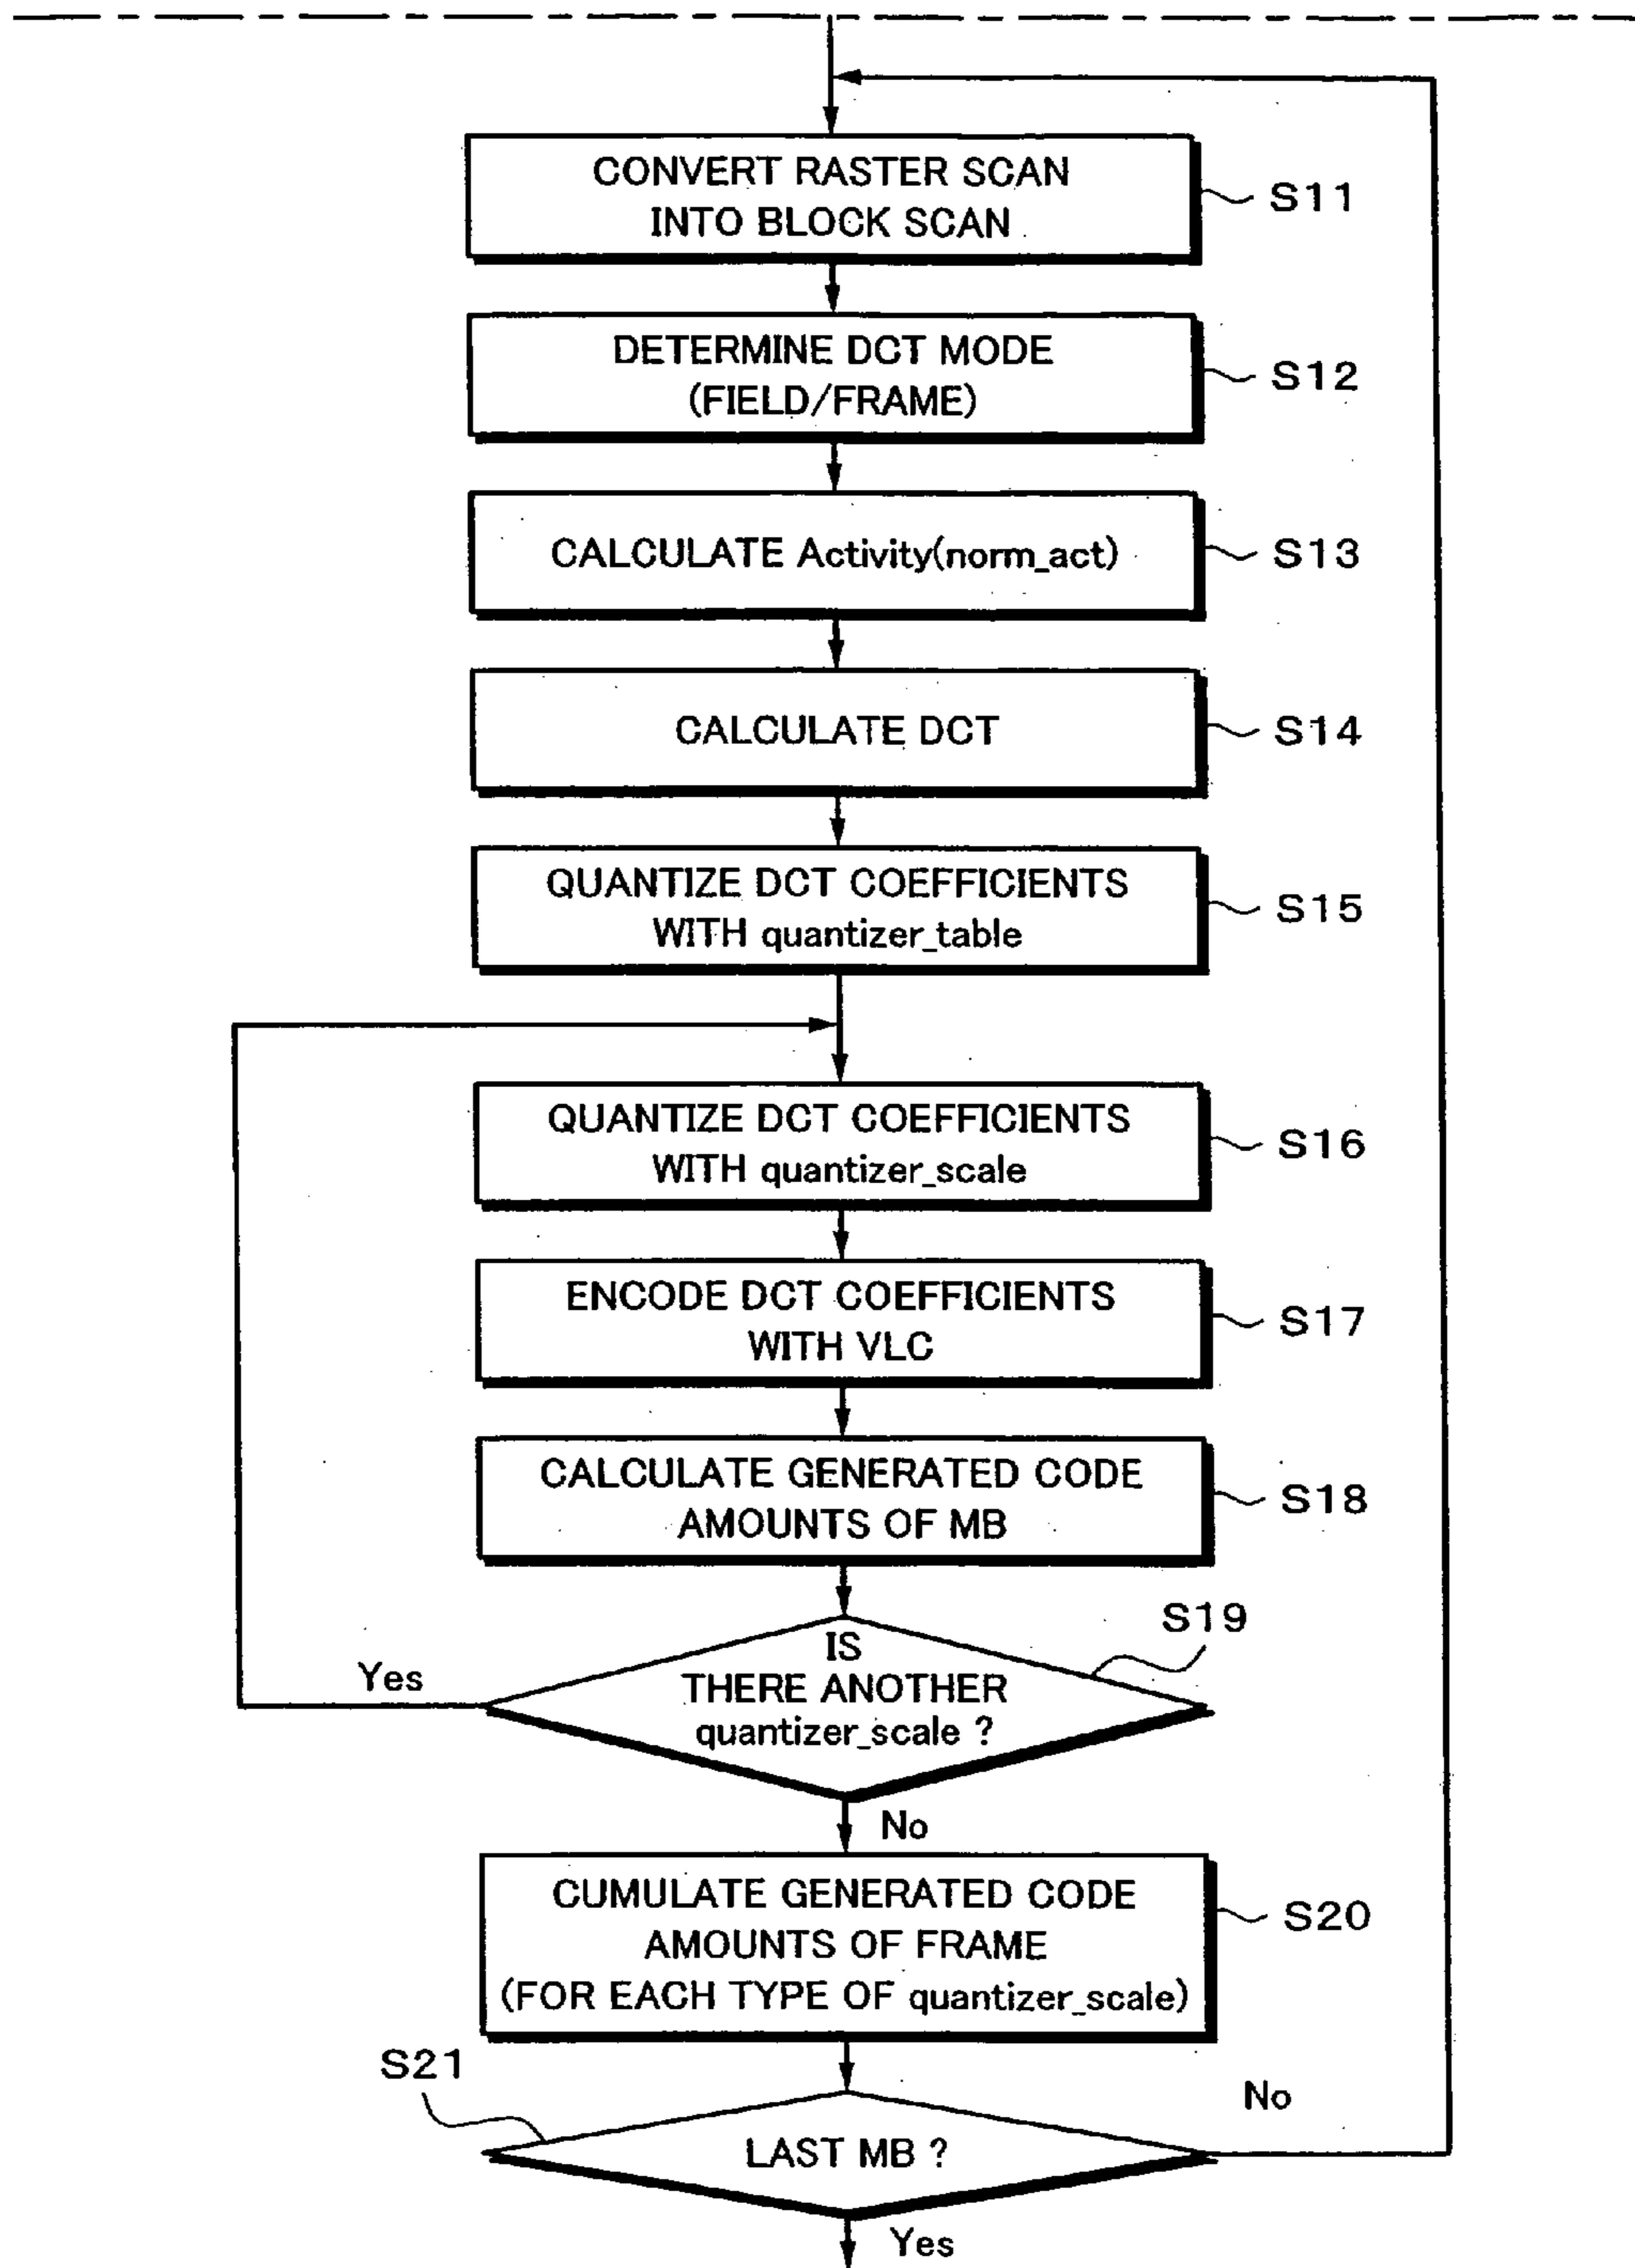 CONVERT RASTER SCAN
INTO BLOCK SCAN
S11
DETERMINE DCT MODE
(FIELD/FRAME)
S12
CALCULATE Activity(norm_act)
S13
CALCULATE DCT
S14
QUANTIZE DCT COEFFICIENTS
WITH quantizer_table
S15
QUANTIZE DCT COEFFICIENTS
WITH quantizer_scale
S16
ENCODE DCT COEFFICIENTS
WITH VLC
S17
CALCULATE GENERATED CODE
AMOUNTS OF MB
S18
S19
IS
THERE ANOTHER
quantizer_scale ?
Yes
No
CUMULATE GENERATED CODE
AMOUNTS OF FRAME
(FOR EACH TYPE OF quantizer_scale)
S20
S21
LAST MB ?
No
Yes